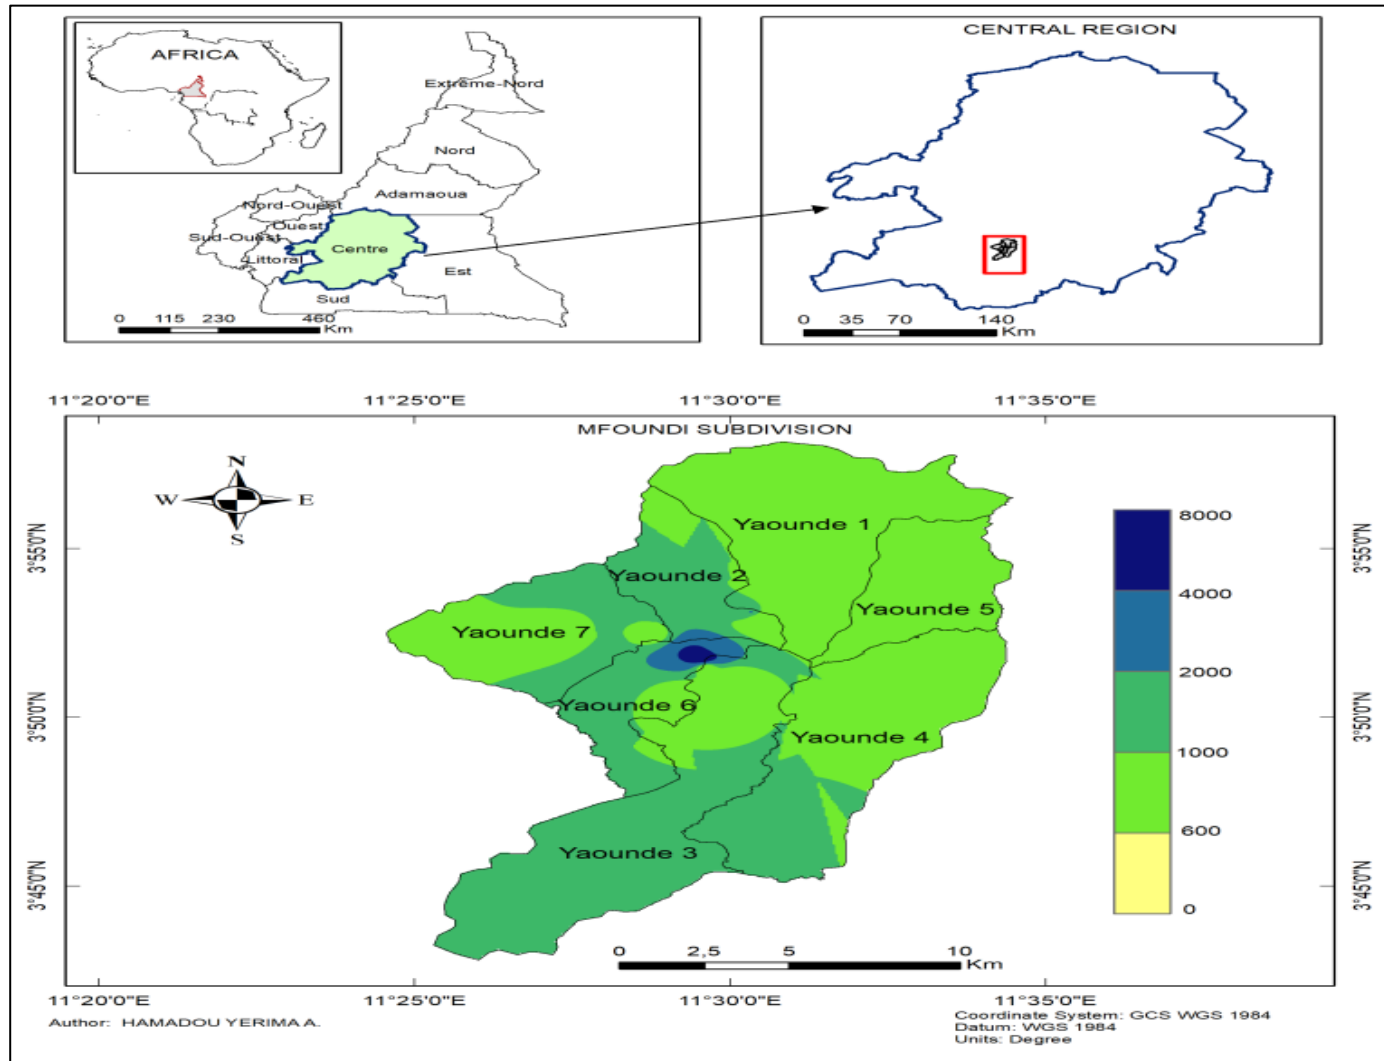 AFRICA
Extrême-Nord
Nord
Adamaoua
Nord-Ouest
Ouest
Sud-Ouest
Centre
Littoral
Est
Sud
0 115 230 460
Km
CENTRAL REGION
0 35 70 140
Km
11°20'0"E 11°25'0"E 11°30'0"E 11°35'0"E
MFOUNDI SUBDIVISION
N
W E
S
3°55'0"N
3°50'0"N
3°45'0"N
Yaounde 1
Yaounde 2
Yaounde 5
Yaounde 7
Yaounde 6
Yaounde 4
Yaounde 3
8000
4000
2000
1000
600
0
3°55'0"N
3°50'0"N
3°45'0"N
0 2,5 5 10
Km
11°20'0"E 11°25'0"E 11°30'0"E 11°35'0"E
Author: HAMADOU YERIMA A.
Coordinate System: GCS WGS 1984
Datum: WGS 1984
Units: Degree